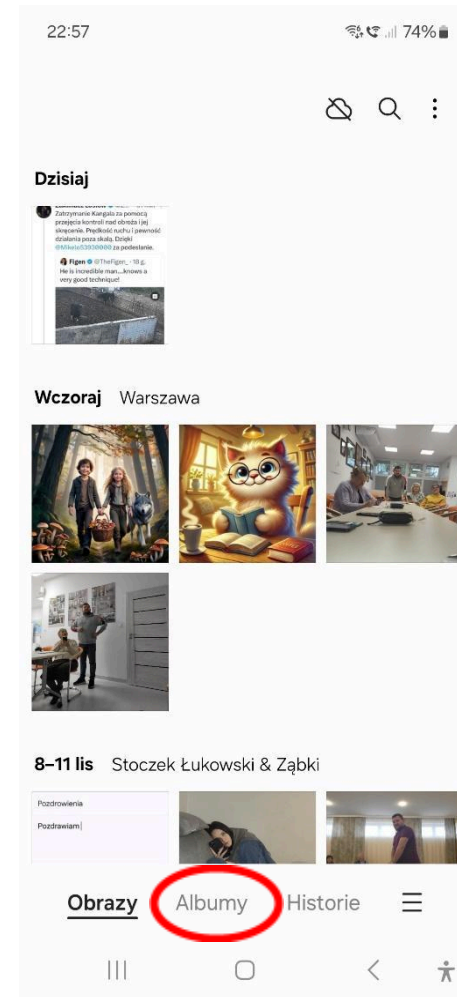 22:57
74%
Dzisiaj
Zatrzymanie Kangala za pomocą
przejęcia kontroli nad obroża i jej
skręcenie. Prędkość ruchu i pewność
działania poza skalą. Dzięki
za podesłanie.
Figen @TheFigen_ · 18 g.
He is incredible man....knows a
very good technique!
Wczoraj Warszawa
8–11 lis Stoczek Łukowski & Ząbki
Pozdrowienia
Pozdrawiam
Obrazy Albumy Historie